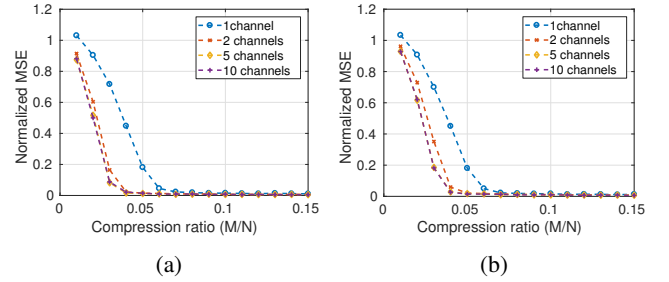 1.2
1
0.8
0.6
0.4
0.2
0
0
0.05
0.1
0.15
Normalized MSE
Compression ratio (M/N)
1channel
2 channels
5 channels
10 channels
(a)
1.2
1
0.8
0.6
0.4
0.2
0
0
0.05
0.1
0.15
Normalized MSE
Compression ratio (M/N)
1channel
2 channels
5 channels
10 channels
(b)